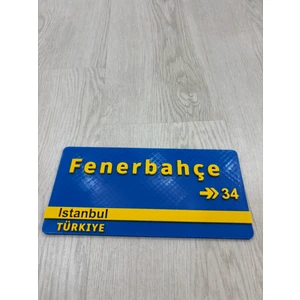 Fenerbahçe
34
Istanbul
TÜRKIYE